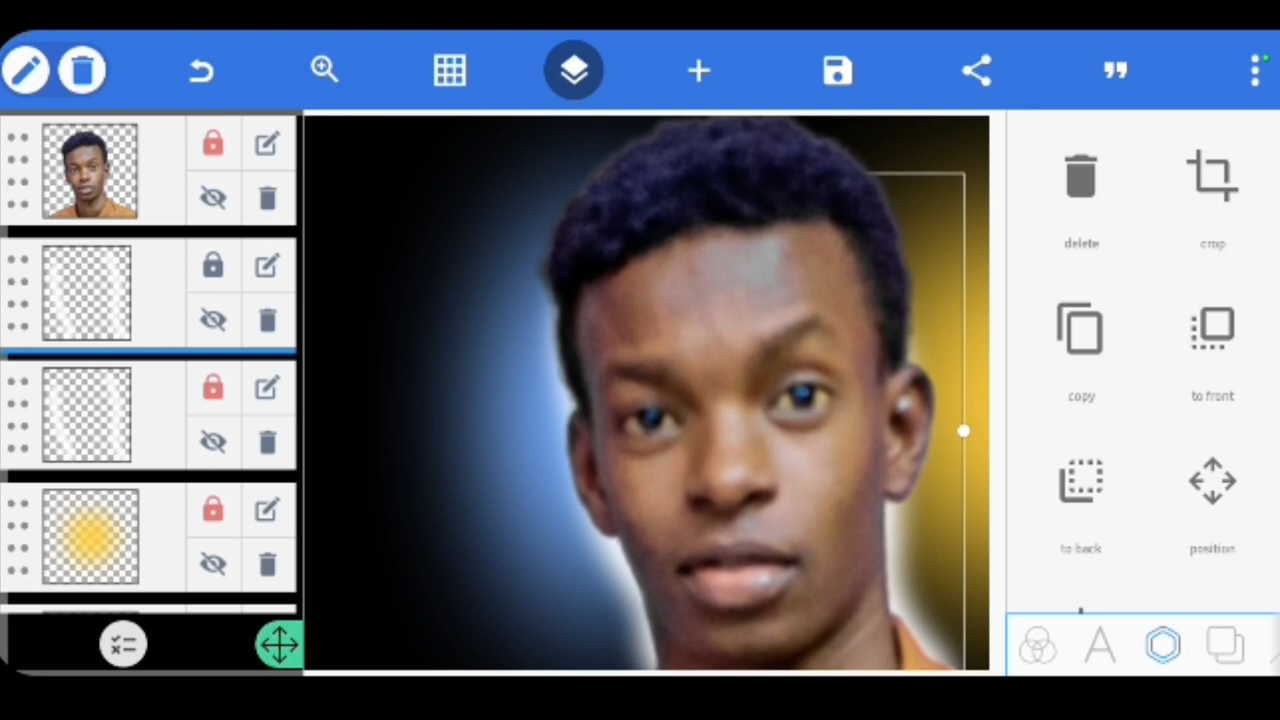 delete
crop
copy
to front
to back
position